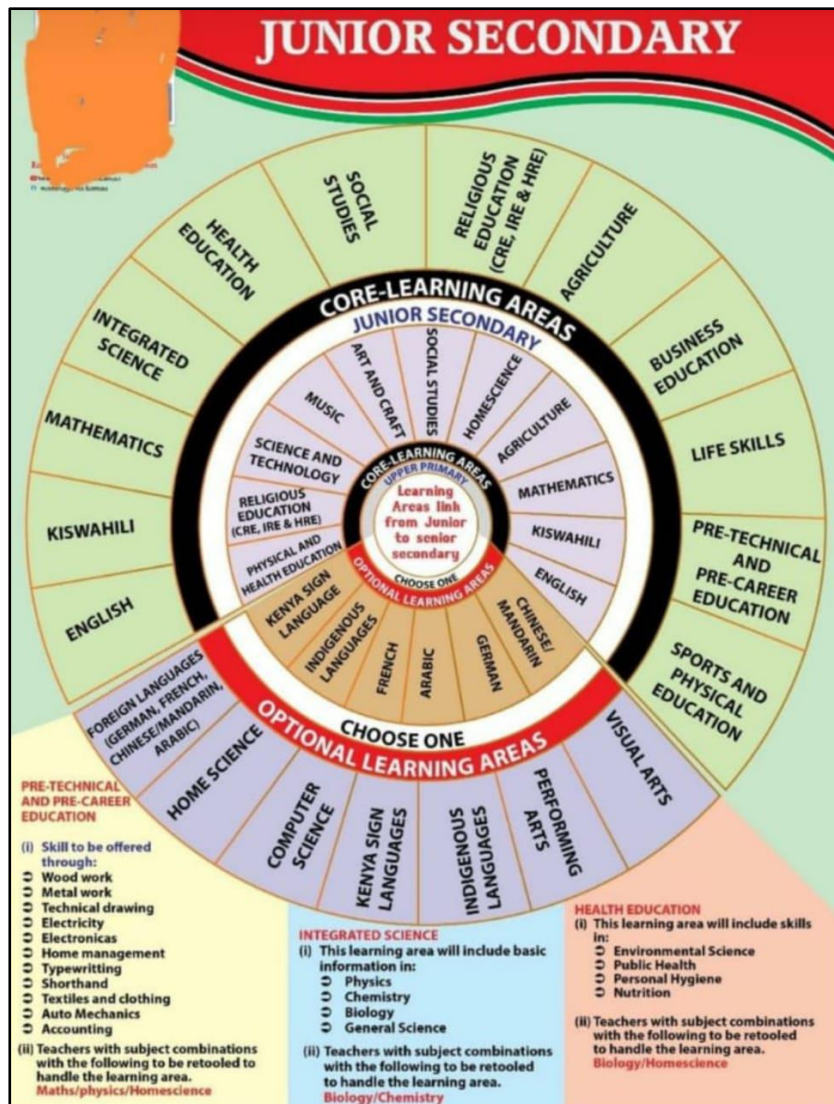 JUNIOR SECONDARY
ENGLISH
KISWAHILI
MATHEMATICS
INTEGRATED
SCIENCE
HEALTH
EDUCATION
SOCIAL
STUDIES
RELIGIOUS
EDUCATION
(CRE, IRE & HRE)
AGRICULTURE
BUSINESS
EDUCATION
LIFE SKILLS
PRE-TECHNICAL
AND
PRE-CAREER
EDUCATION
SPORTS AND
PHYSICAL
EDUCATION
CORE-LEARNING AREAS
JUNIOR SECONDARY
PHYSICAL AND
HEALTH EDUCATION
RELIGIOUS
EDUCATION
(CRE, IRE & HRE)
SCIENCE AND
TECHNOLOGY
MUSIC
ART AND
CRAFT
SOCIAL STUDIES
HOMESCIENCE
AGRICULTURE
MATHEMATICS
KISWAHILI
ENGLISH
CORE-LEARNING AREAS
UPPER PRIMARY
Learning
Areas link
from Junior
to senior
secondary
CHOOSE ONE
OPTIONAL LEARNING AREAS
KENYA SIGN
LANGUAGE
INDIGENOUS
LANGUAGES
FRENCH
ARABIC
GERMAN
CHINESE/
MANDARIN
CHOOSE ONE
OPTIONAL LEARNING AREAS
FOREIGN LANGUAGES
(GERMAN, FRENCH,
CHINESE/MANDARIN,
ARABIC)
HOME SCIENCE
COMPUTER
SCIENCE
KENYA SIGN
LANGUAGES
INDIGENOUS
LANGUAGES
PERFORMING
ARTS
VISUAL ARTS
PRE-TECHNICAL
AND PRE-CAREER
EDUCATION
(i) Skill to be offered
through:
Wood work
Metal work
Technical drawing
Electricity
Electronicas
Home management
Typewritting
Shorthand
Textiles and clothing
Auto Mechanics
Accounting
(ii) Teachers with subject combinations
with the following to be retooled to
handle the learning area.
Maths/physics/Homescience
INTEGRATED SCIENCE
(i) This learning area will include basic
information in:
Physics
Chemistry
Biology
General Science
(ii) Teachers with subject combinations
with the following to be retooled
to handle the learning area.
Biology/Chemistry
HEALTH EDUCATION
(i) This learning area will include skills
in:
Environmental Science
Public Health
Personal Hygiene
Nutrition
(ii) Teachers with subject combinations
with the following to be retooled
to handle the learning area.
Biology/Homescience